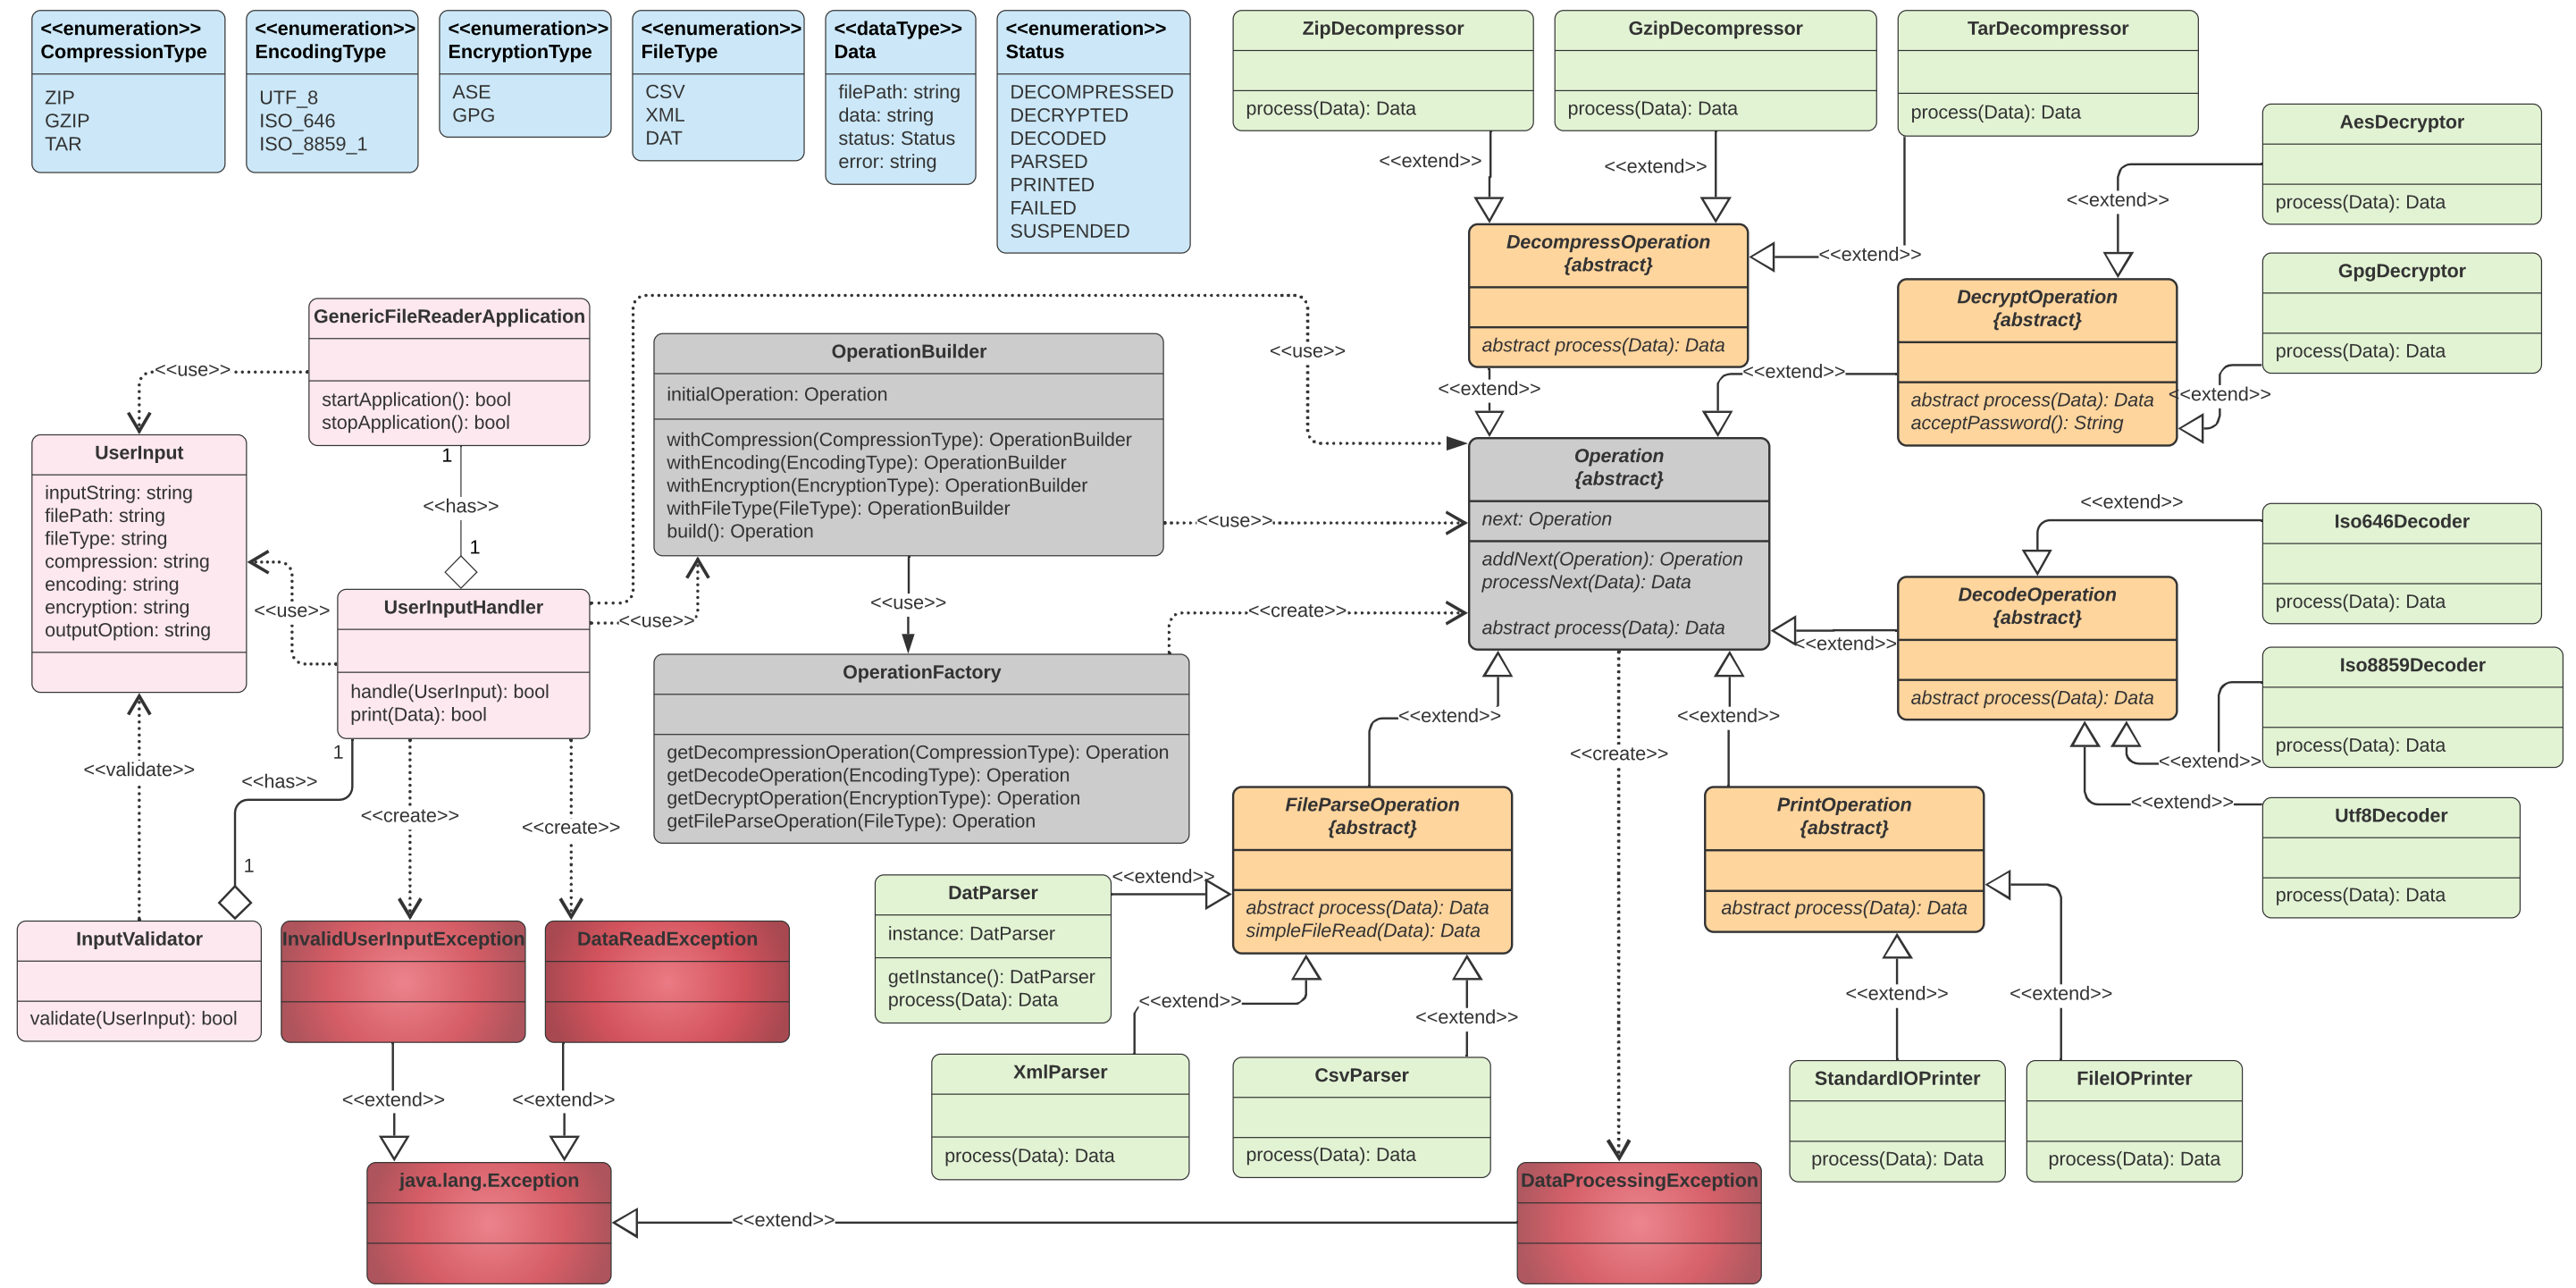 <<enumeration>>
CompressionType
ZIP
GZIP
TAR
<<enumeration>>
EncodingType
UTF_8
ISO_646
ISO_8859_1
<<enumeration>>
EncryptionType
ASE
GPG
<<enumeration>>
FileType
CSV
XML
DAT
<<dataType>>
Data
filePath: string
data: string
status: Status
error: string
<<enumeration>>
Status
DECOMPRESSED
DECRYPTED
DECODED
PARSED
PRINTED
FAILED
SUSPENDED
ZipDecompressor
process(Data): Data
GzipDecompressor
process(Data): Data
TarDecompressor
process(Data): Data
AesDecryptor
process(Data): Data
<<extend>>
<<extend>>
<<extend>>
<<extend>>
DecompressOperation
{abstract}
abstract process(Data): Data
DecryptOperation
{abstract}
abstract process(Data): Data
acceptPassword(): String
GpgDecryptor
process(Data): Data
<<extend>>
<<extend>>
<<extend>>
GenericFileReaderApplication
startApplication(): bool
stopApplication(): bool
<<use>>
<<use>>
OperationBuilder
initialOperation: Operation
withCompression(CompressionType): OperationBuilder
withEncoding(EncodingType): OperationBuilder
withEncryption(EncryptionType): OperationBuilder
withFileType(FileType): OperationBuilder
build(): Operation
UserInput
inputString: string
filePath: string
fileType: string
compression: string
encoding: string
encryption: string
outputOption: string
1
<<has>>
1
<<use>>
UserInputHandler
handle(UserInput): bool
print(Data): bool
<<use>>
<<use>>
<<use>>
<<create>>
Operation
{abstract}
next: Operation
addNext(Operation): Operation
processNext(Data): Data
abstract process(Data): Data
<<extend>>
Iso646Decoder
process(Data): Data
DecodeOperation
{abstract}
abstract process(Data): Data
<<extend>>
Iso8859Decoder
process(Data): Data
<<extend>>
<<extend>>
Utf8Decoder
process(Data): Data
OperationFactory
getDecompressionOperation(CompressionType): Operation
getDecodeOperation(EncodingType): Operation
getDecryptOperation(EncryptionType): Operation
getFileParseOperation(FileType): Operation
<<extend>>
<<create>>
<<extend>>
<<validate>>
1
<<has>>
1
<<create>>
<<create>>
FileParseOperation
{abstract}
abstract process(Data): Data
simpleFileRead(Data): Data
PrintOperation
{abstract}
abstract process(Data): Data
DatParser
instance: DatParser
getInstance(): DatParser
process(Data): Data
<<extend>>
InputValidator
validate(UserInput): bool
InvalidUserInputException
DataReadException
<<extend>>
<<extend>>
<<extend>>
<<extend>>
<<extend>>
<<extend>>
XmlParser
process(Data): Data
CsvParser
process(Data): Data
StandardIOPrinter
process(Data): Data
FileIOPrinter
process(Data): Data
java.lang.Exception
<<extend>>
DataProcessingException